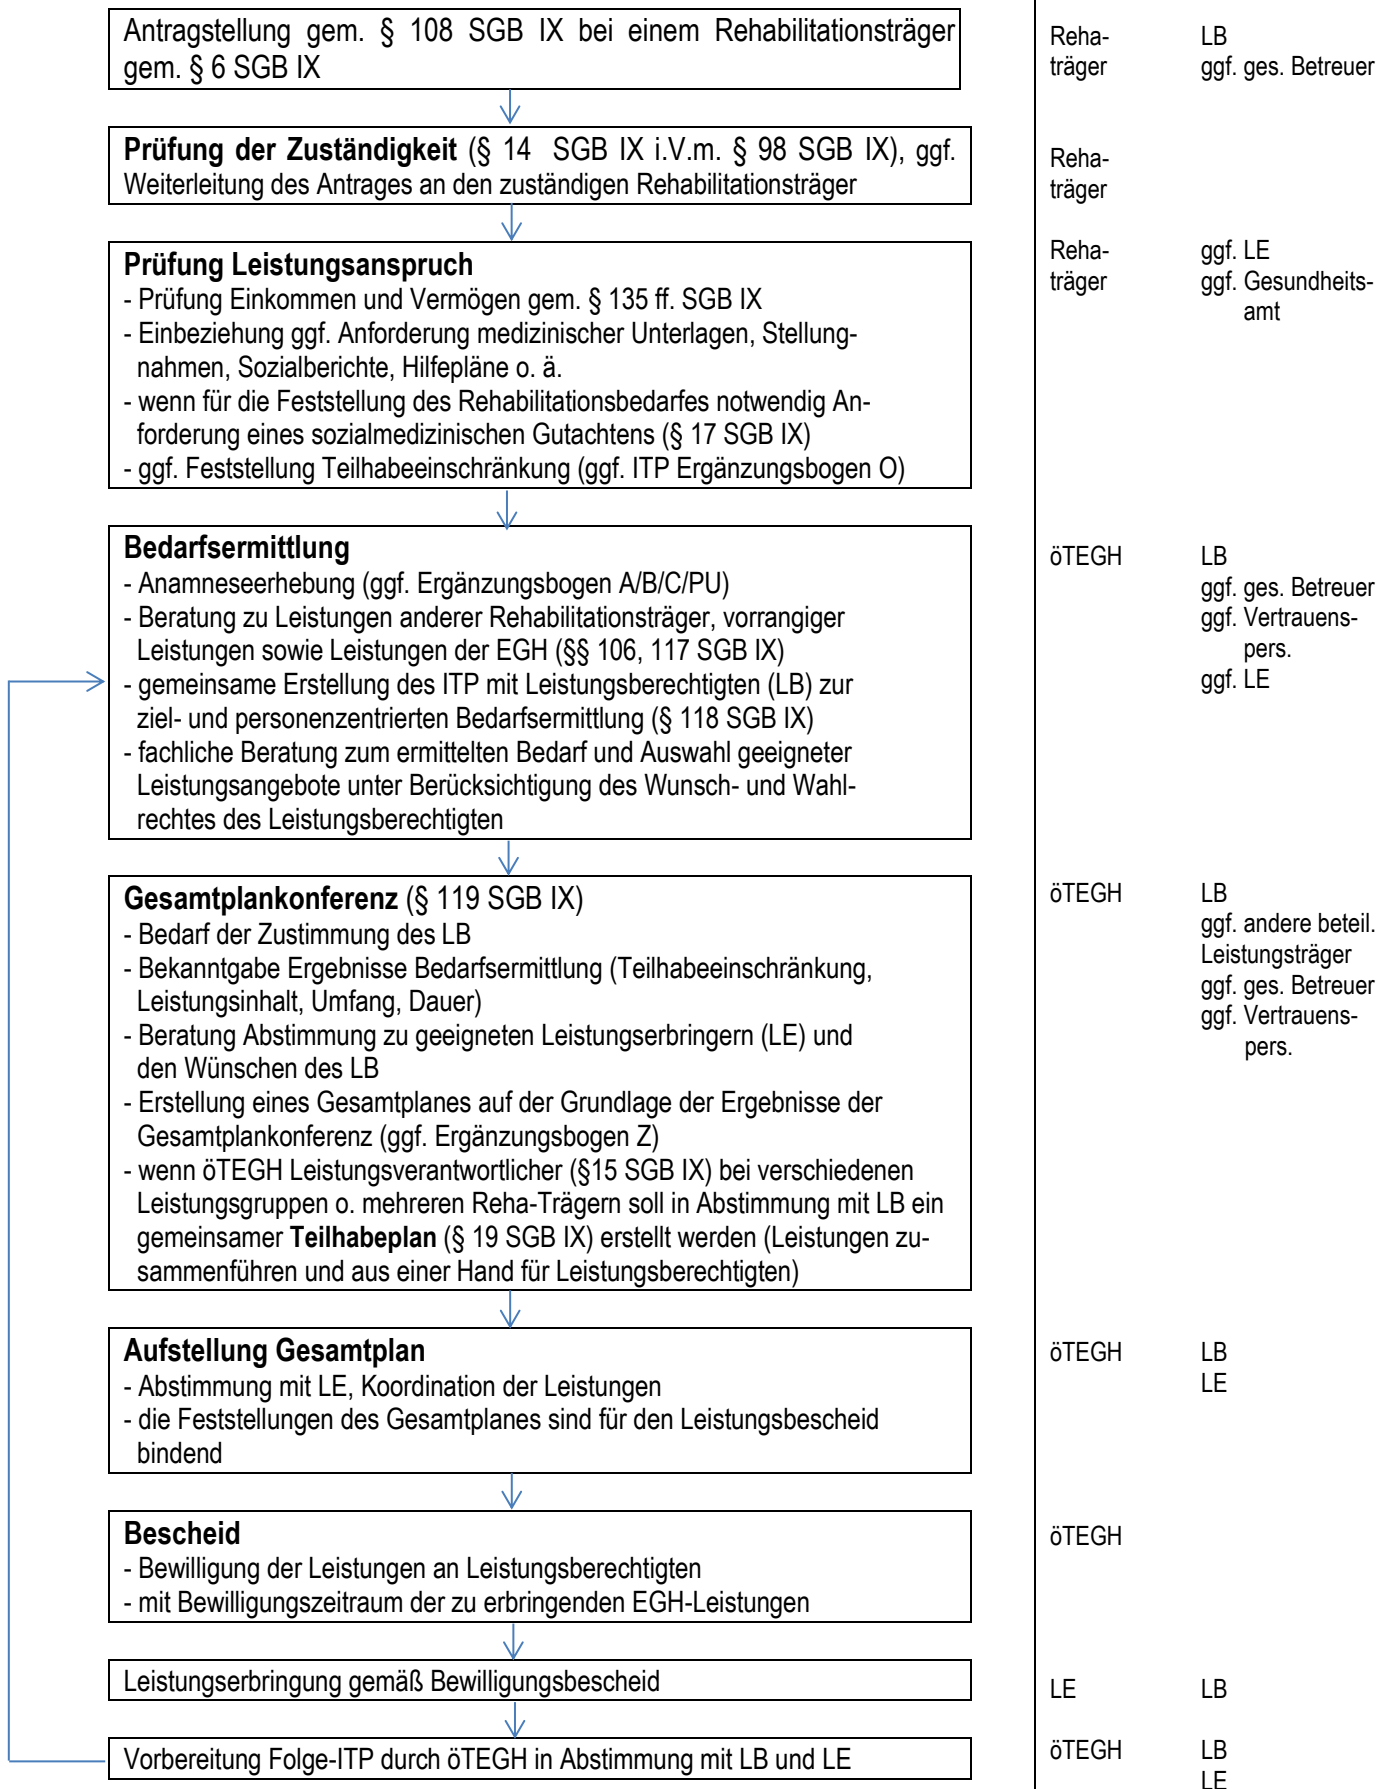 Antragstellung gem. § 108 SGB IX bei einem Rehabilitationsträger
gem. § 6 SGB IX
Reha-
träger
LB
ggf. ges. Betreuer
Prüfung der Zuständigkeit (§ 14 SGB IX i.V.m. § 98 SGB IX), ggf.
Weiterleitung des Antrages an den zuständigen Rehabilitationsträger
Reha-
träger
Prüfung Leistungsanspruch
- Prüfung Einkommen und Vermögen gem. § 135 ff. SGB IX
- Einbeziehung ggf. Anforderung medizinischer Unterlagen, Stellung-
nahmen, Sozialberichte, Hilfepläne o. ä.
- wenn für die Feststellung des Rehabilitationsbedarfes notwendig An-
forderung eines sozialmedizinischen Gutachtens (§ 17 SGB IX)
- ggf. Feststellung Teilhabeeinschränkung (ggf. ITP Ergänzungsbogen O)
Reha-
träger
ggf. LE
ggf. Gesundheits-
amt
Bedarfsermittlung
- Anamneseerhebung (ggf. Ergänzungsbogen A/B/C/PU)
- Beratung zu Leistungen anderer Rehabilitationsträger, vorrangiger
Leistungen sowie Leistungen der EGH (§§ 106, 117 SGB IX)
- gemeinsame Erstellung des ITP mit Leistungsberechtigten (LB) zur
ziel- und personenzentrierten Bedarfsermittlung (§ 118 SGB IX)
- fachliche Beratung zum ermittelten Bedarf und Auswahl geeigneter
Leistungsangebote unter Berücksichtigung des Wunsch- und Wahl-
rechtes des Leistungsberechtigten
öTEGH
LB
ggf. ges. Betreuer
ggf. Vertrauens-
pers.
ggf. LE
Gesamtplankonferenz (§ 119 SGB IX)
- Bedarf der Zustimmung des LB
- Bekanntgabe Ergebnisse Bedarfsermittlung (Teilhabeeinschränkung,
Leistungsinhalt, Umfang, Dauer)
- Beratung Abstimmung zu geeigneten Leistungserbringern (LE) und
den Wünschen des LB
- Erstellung eines Gesamtplanes auf der Grundlage der Ergebnisse der
Gesamtplankonferenz (ggf. Ergänzungsbogen Z)
- wenn öTEGH Leistungsverantwortlicher (§15 SGB IX) bei verschiedenen
Leistungsgruppen o. mehreren Reha-Trägern soll in Abstimmung mit LB ein
gemeinsamer Teilhabeplan (§ 19 SGB IX) erstellt werden (Leistungen zu-
sammenführen und aus einer Hand für Leistungsberechtigten)
öTEGH
LB
ggf. andere beteil.
Leistungsträger
ggf. ges. Betreuer
ggf. Vertrauens-
pers.
Aufstellung Gesamtplan
- Abstimmung mit LE, Koordination der Leistungen
- die Feststellungen des Gesamtplanes sind für den Leistungsbescheid
bindend
öTEGH
LB
LE
Bescheid
- Bewilligung der Leistungen an Leistungsberechtigten
- mit Bewilligungszeitraum der zu erbringenden EGH-Leistungen
öTEGH
Leistungserbringung gemäß Bewilligungsbescheid
LE
LB
Vorbereitung Folge-ITP durch öTEGH in Abstimmung mit LB und LE
öTEGH
LB
LE